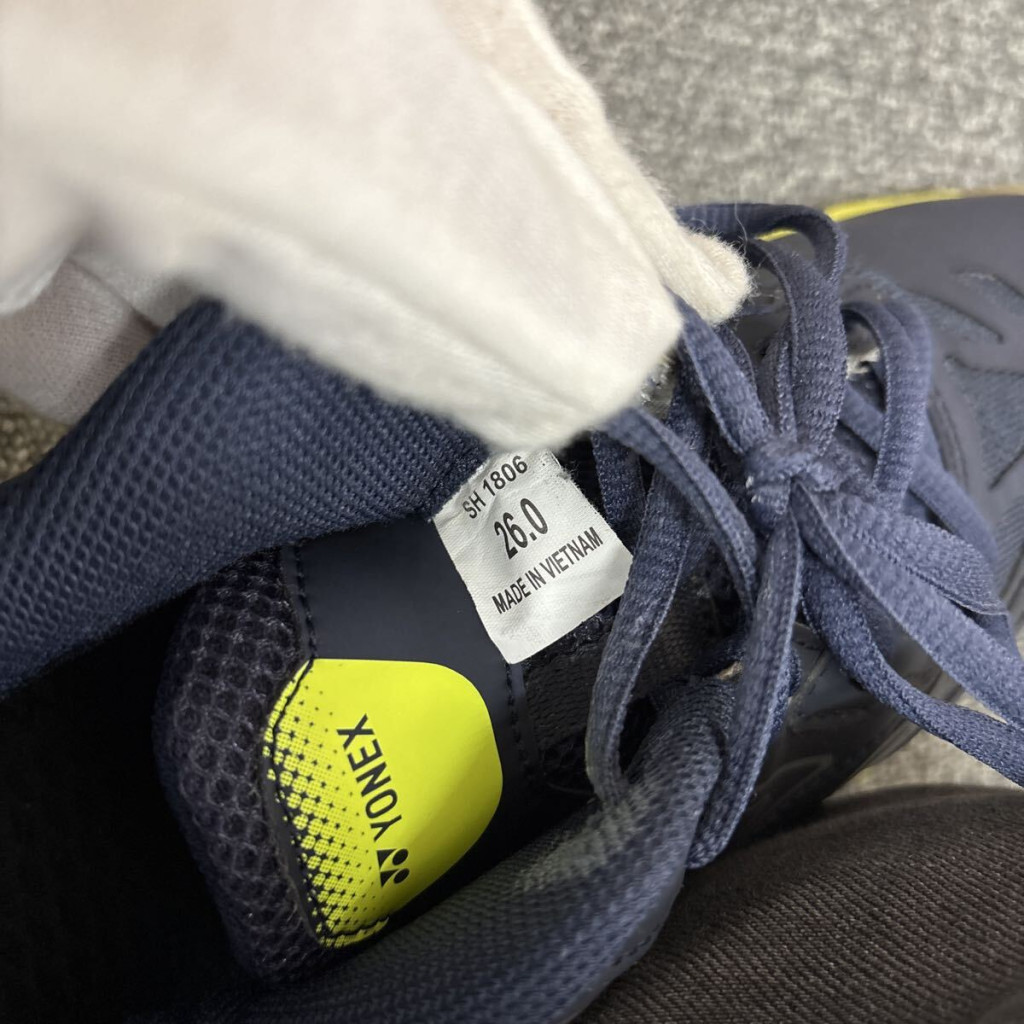 SH 1806
26.0
MADE IN VIETNAM
YONEX